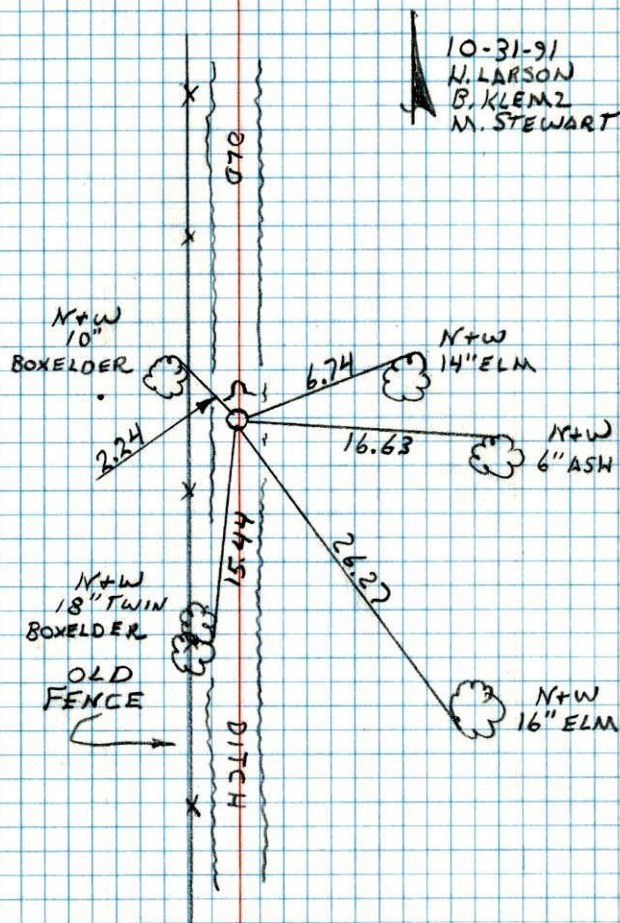 10-31-91
H. LARSON
B. KLEMZ
M. STEWART
OLD
N+W
10"
BOXELDER
N+W
14" ELM
6.74
16.63
N+W
6" ASH
2.24
15.44
26.27
N+W
18" TWIN
BOXELDER
OLD
FENCE
N+W
16" ELM
DITCH